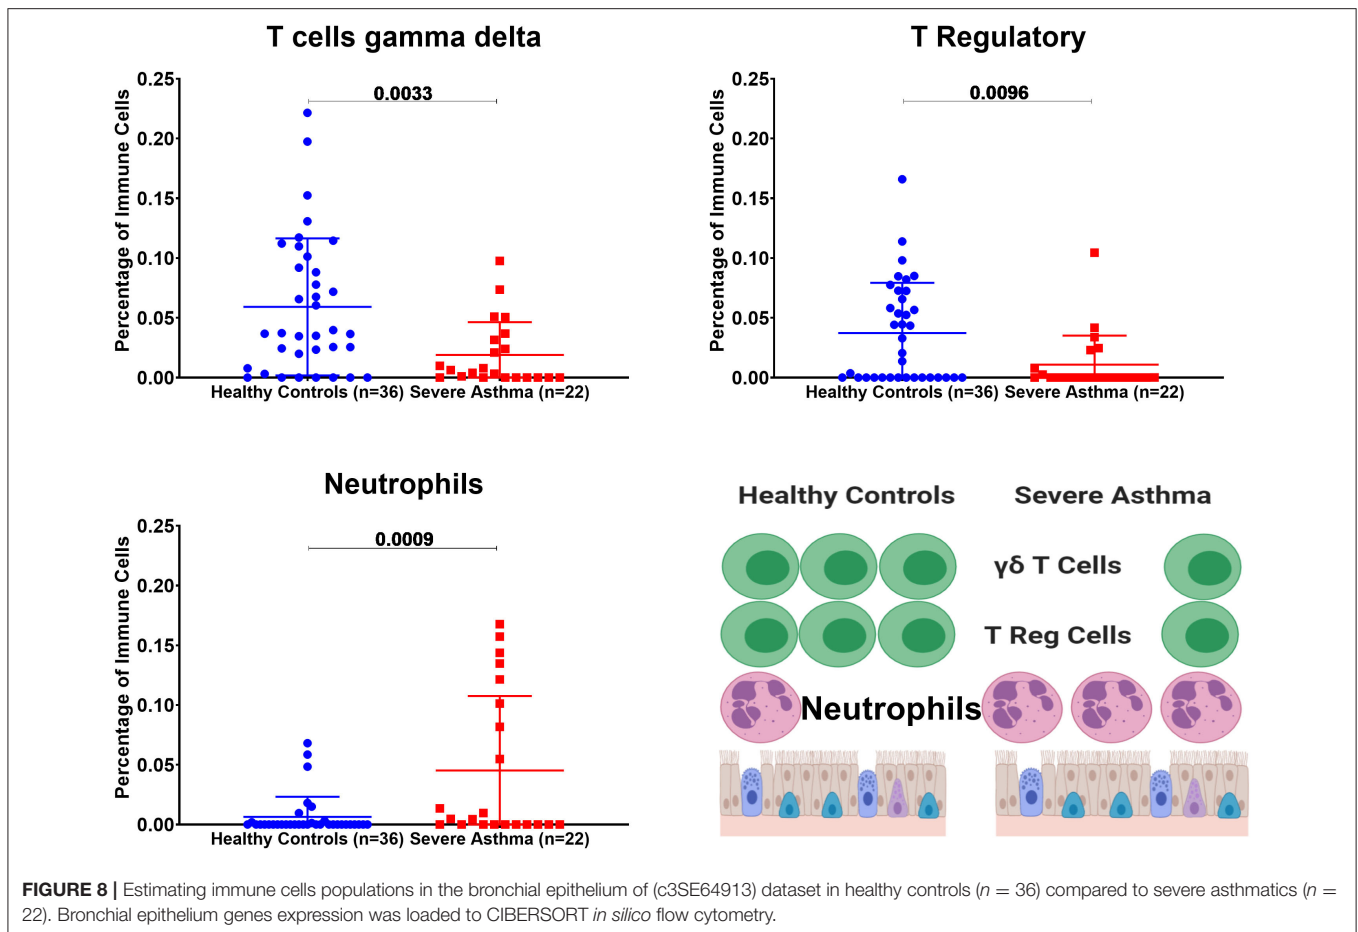 T cells gamma delta
Percentage of Immune Cells
0.25
0.20
0.15
0.10
0.05
0.00
0.0033
Healthy Controls (n=36) Severe Asthma (n=22)
T Regulatory
Percentage of Immune Cells
0.25
0.20
0.15
0.10
0.05
0.00
0.0096
Healthy Controls (n=36) Severe Asthma (n=22)
Neutrophils
Percentage of Immune Cells
0.25
0.20
0.15
0.10
0.05
0.00
0.0009
Healthy Controls (n=36) Severe Asthma (n=22)
Healthy Controls Severe Asthma
γδ T Cells
T Reg Cells
Neutrophils
FIGURE 8 | Estimating immune cells populations in the bronchial epithelium of (c3SE64913) dataset in healthy controls (n = 36) compared to severe asthmatics (n =
22). Bronchial epithelium genes expression was loaded to CIBERSORT in silico flow cytometry.